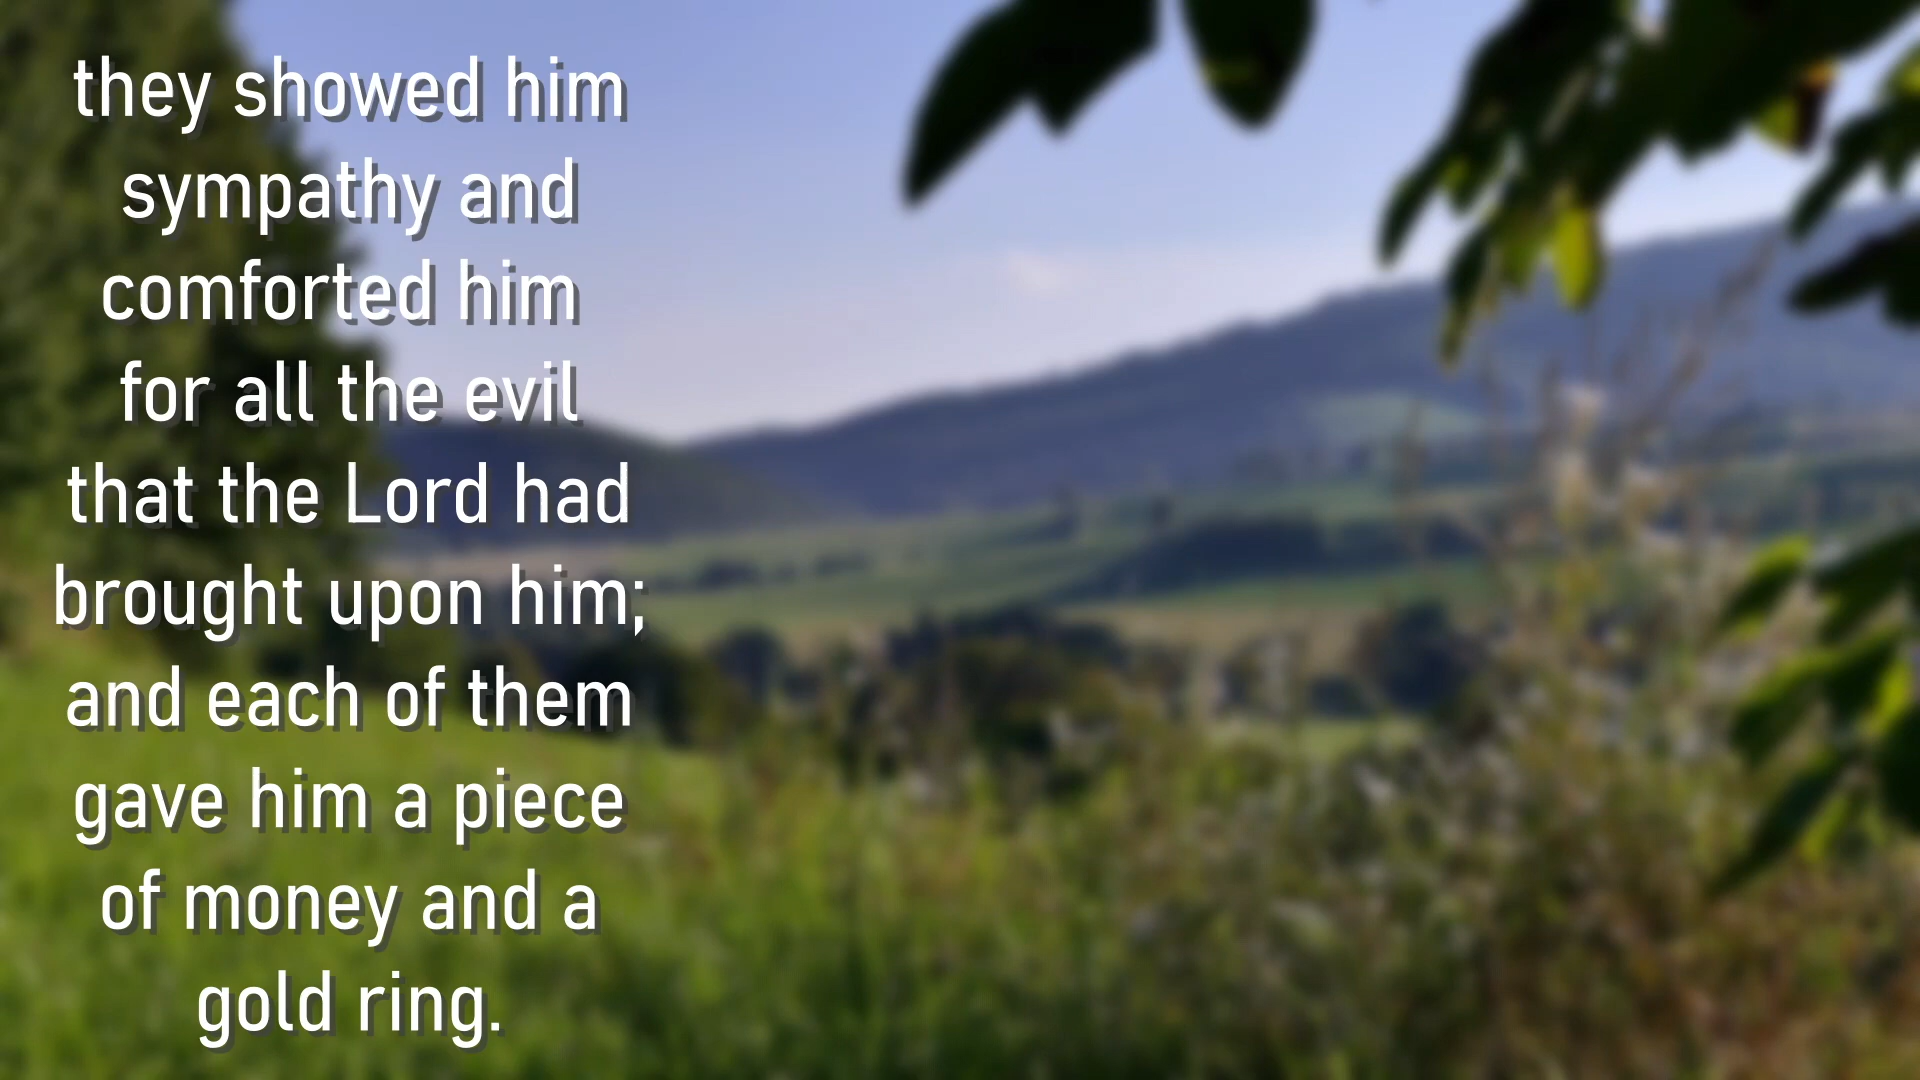 they showed him
sympathy and
comforted him
for all the evil
that the Lord had
brought upon him;
and each of them
gave him a piece
of money and a
gold ring.